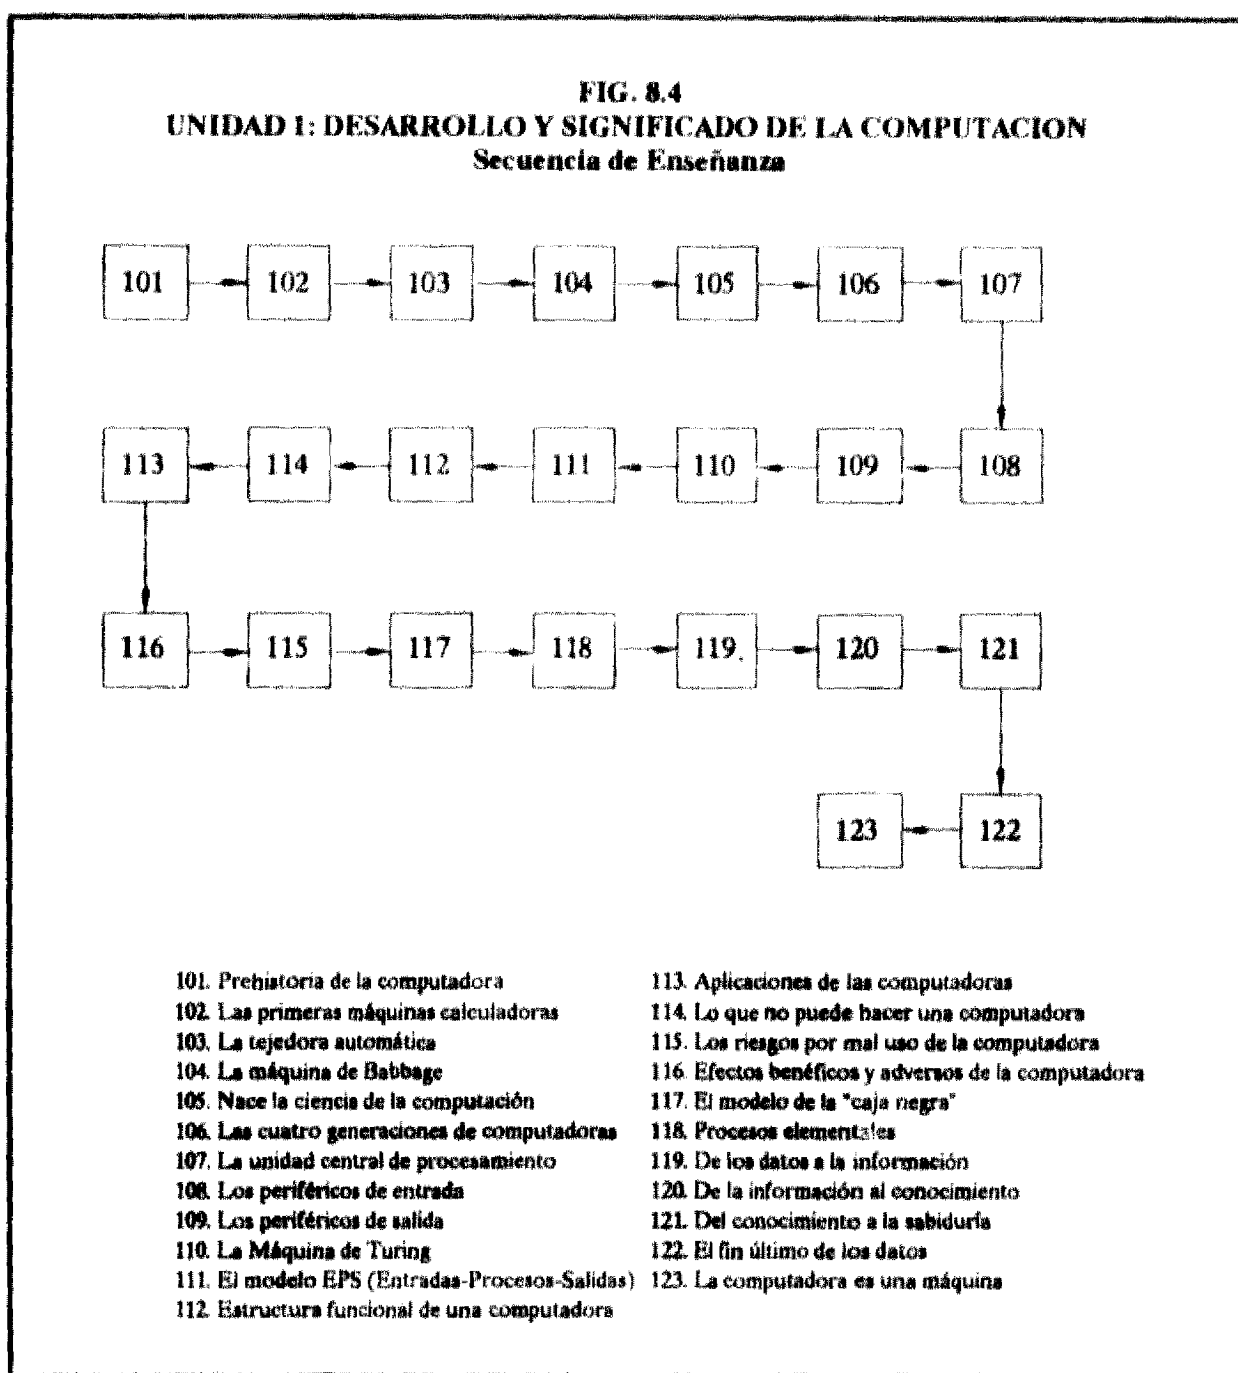 FIG. 8.4
UNIDAD 1: DESARROLLO Y SIGNIFICADO DE LA COMPUTACION
Secuencia de Enseñanza
101 102 103 104 105 106 107
113 114 112 111 110 109 108
116 115 117 118 119 120 121
123 122
101. Prehistoria de la computadora
102. Las primeras máquinas calculadoras
103. La tejedora automática
104. La máquina de Babbage
105. Nace la ciencia de la computación
106. Las cuatro generaciones de computadoras
107. La unidad central de procesamiento
108. Los periféricos de entrada
109. Los periféricos de salida
110. La Máquina de Turing
111. El modelo EPS (Entradas-Procesos-Salidas)
112. Estructura funcional de una computadora
113. Aplicaciones de las computadoras
114. Lo que no puede hacer una computadora
115. Los riesgos por mal uso de la computadora
116. Efectos benéficos y adversos de la computadora
117. El modelo de la "caja negra"
118. Procesos elementales
119. De los datos a la información
120. De la información al conocimiento
121. Del conocimiento a la sabiduría
122. El fin último de los datos
123. La computadora es una máquina